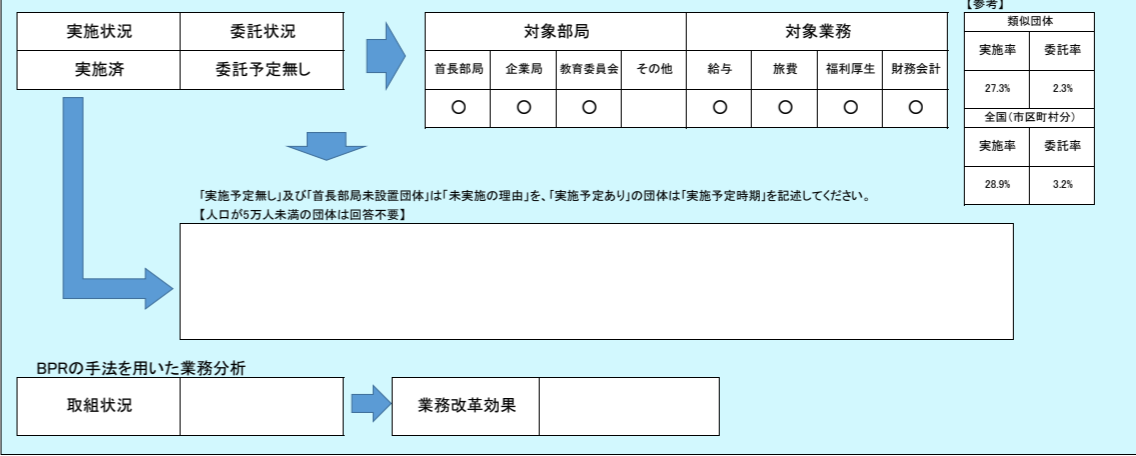 【参考】
実施状況 委託状況
実施済 委託予定無し
対象部局 対象業務
首長部局 企業局 教育委員会 その他 給与 旅費 福利厚生 財務会計
〇 〇 〇 〇 〇 〇 〇
類似団体
実施率 委託率
27.3% 2.3%
全国(市区町村分)
実施率 委託率
28.9% 3.2%
「実施予定無し」及び「首長部局未設置団体」は「未実施の理由」を、「実施予定あり」の団体は「実施予定時期」を記述してください。
【人口が5万人未満の団体は回答不要】
BPRの手法を用いた業務分析
取組状況 業務改革効果